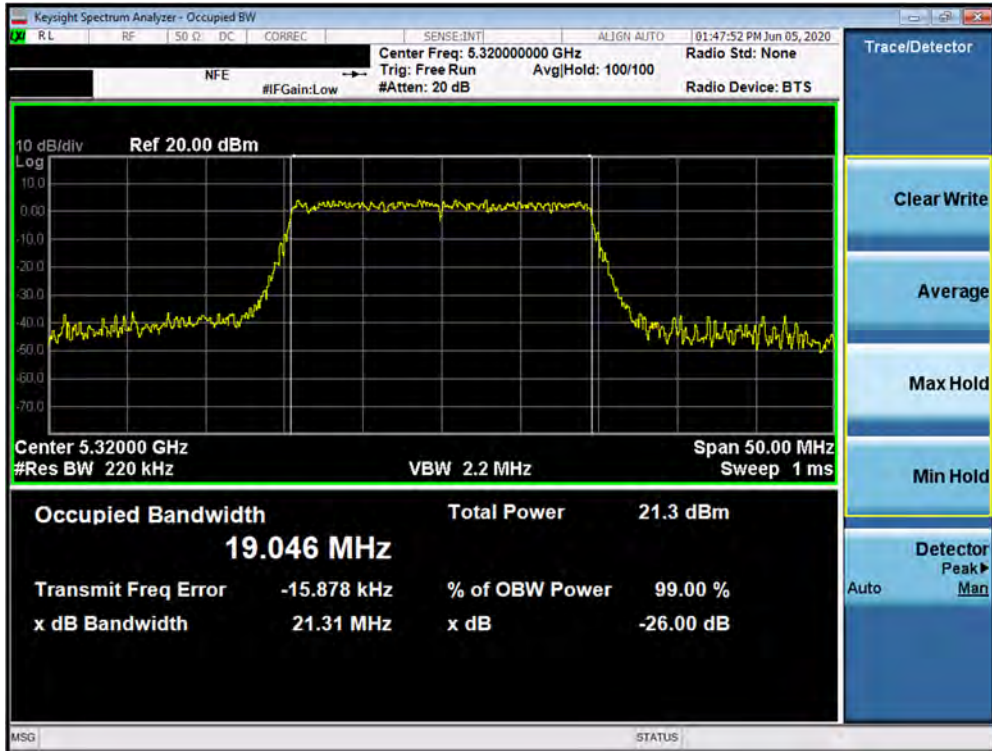 Keysight Spectrum Analyzer - Occupied BW
LXI RL RF 50 Ω DC CORREC SENSE:INT ALIGN AUTO 01:47:52 PM Jun 05, 2020
Center Freq: 5.320000000 GHz Radio Std: None
NFE Trig: Free Run Avg|Hold: 100/100
#IFGain:Low #Atten: 20 dB Radio Device: BTS
10 dB/div Ref 20.00 dBm
Log
10.0
0.00
-10.0
-20.0
-30.0
-40.0
-50.0
-60.0
-70.0
Center 5.32000 GHz Span 50.00 MHz
#Res BW 220 kHz VBW 2.2 MHz Sweep 1 ms
Occupied Bandwidth Total Power 21.3 dBm
19.046 MHz
Transmit Freq Error -15.878 kHz % of OBW Power 99.00 %
x dB Bandwidth 21.31 MHz x dB -26.00 dB
MSG STATUS
Trace/Detector
Clear Write
Average
Max Hold
Min Hold
Detector
Peak▶
Auto Man